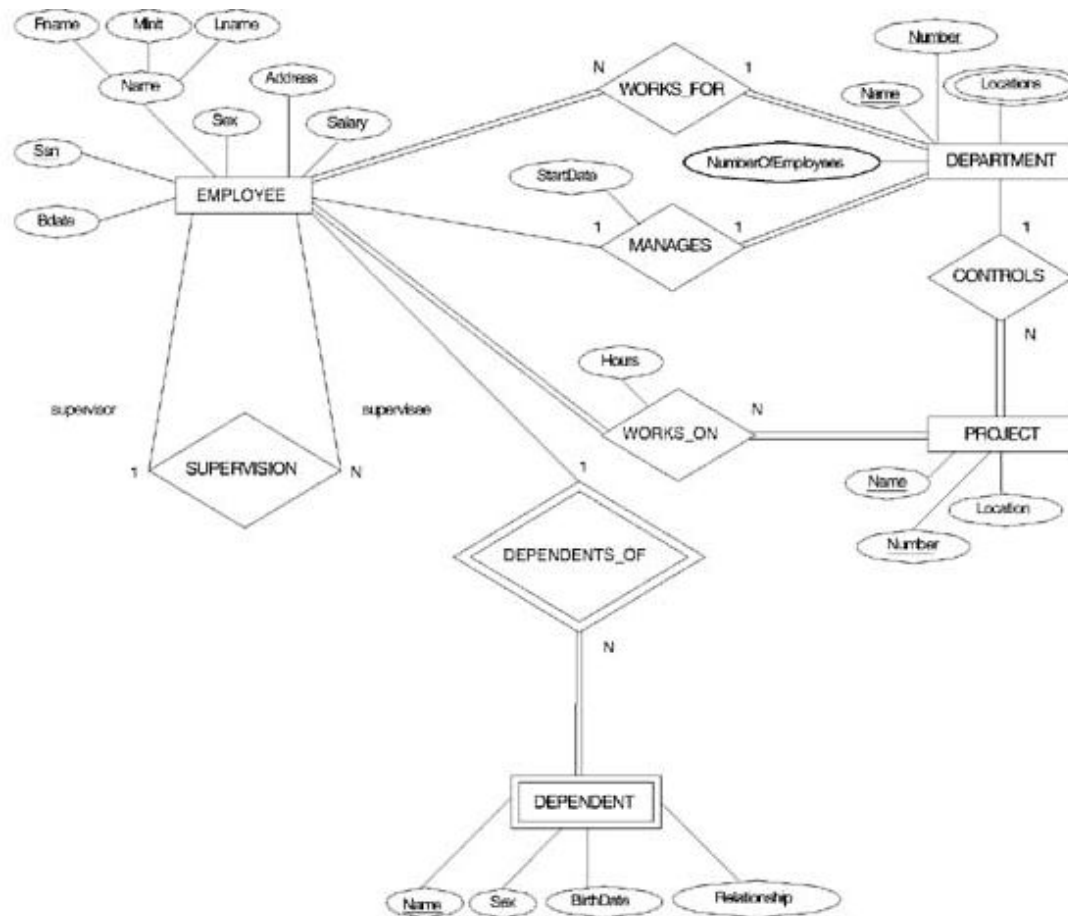 Fname
Minit
Lname
Number
Address
N
1
Name
WORKS_FOR
Locations
Name
Sex
Salary
Ssn
NumberOfEmployees
DEPARTMENT
StartDate
EMPLOYEE
Bdate
1
1
1
MANAGES
CONTROLS
N
Hours
supervisor
supervisee
N
WORKS_ON
PROJECT
1
SUPERVISION
N
1
Name
Location
Number
DEPENDENTS_OF
N
DEPENDENT
Name
Sex
BirthDate
Relationship